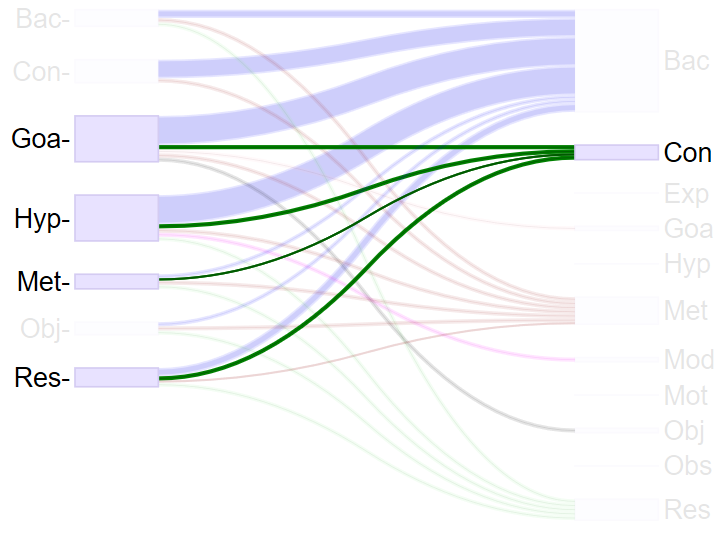 Bac-
Con-
Goa-
Hyp-
Met-
Obj-
Res-
Bac
Con
Exp
Goa
Hyp
Met
Mod
Mot
Obj
Obs
Res